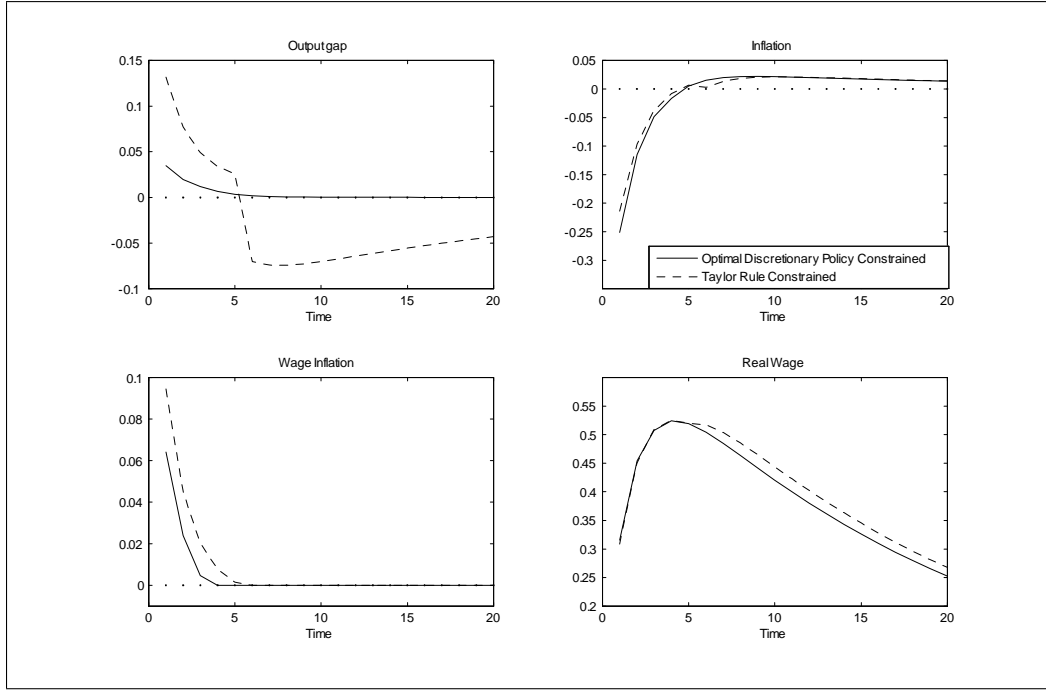 Output gap
0.15
0.1
0.05
0
-0.05
-0.1
0 5 10 15 20
Time
Inflation
0.05
0
-0.05
-0.1
-0.15
-0.2
-0.25
-0.3
Optimal Discretionary Policy Constrained
Taylor Rule Constrained
0 5 10 15 20
Time
Wage Inflation
0.1
0.08
0.06
0.04
0.02
0
0 5 10 15 20
Time
Real Wage
0.55
0.5
0.45
0.4
0.35
0.3
0.25
0.2
0 5 10 15 20
Time